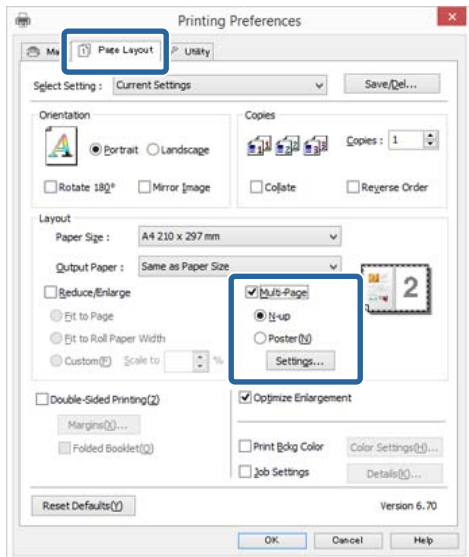 Printing Preferences
Page Layout
Utility
Select Setting : Current Settings Save/Del...
Orientation Copies
Portrait Landscape Copies : 1
Rotate 180° Mirror Image Collate Reverse Order
Layout
Paper Size : A4 210 x 297 mm
Output Paper : Same as Paper Size
Reduce/Enlarge Multi-Page 2
Fit to Page N-up
Fit to Roll Paper Width Poster(N)
Custom(F) Scale to % Settings...
Double-Sided Printing(Z) Optimize Enlargement
Margins(X)...
Folded Booklet(Q) Print Bckg Color Color Settings(H)...
Job Settings Details(K)...
Reset Defaults(Y) Version 6.70
OK Cancel Help